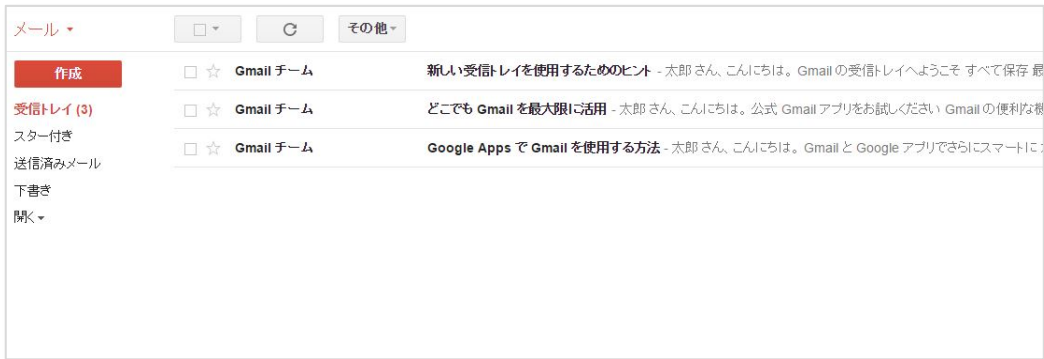 メール
その他
作成
受信トレイ (3)
スター付き
送信済みメール
下書き
開く
Gmail チーム 新しい受信トレイを使用するためのヒント - 太郎 さん、こんにちは。 Gmail の受信トレイへようこそ すべて保存 最
Gmail チーム どこでも Gmail を最大限に活用 - 太郎 さん、こんにちは。 公式 Gmail アプリをお試しください Gmail の便利な機
Gmail チーム Google Apps で Gmail を使用する方法 - 太郎 さん、こんにちは。 Gmail と Google アプリでさらにスマートに